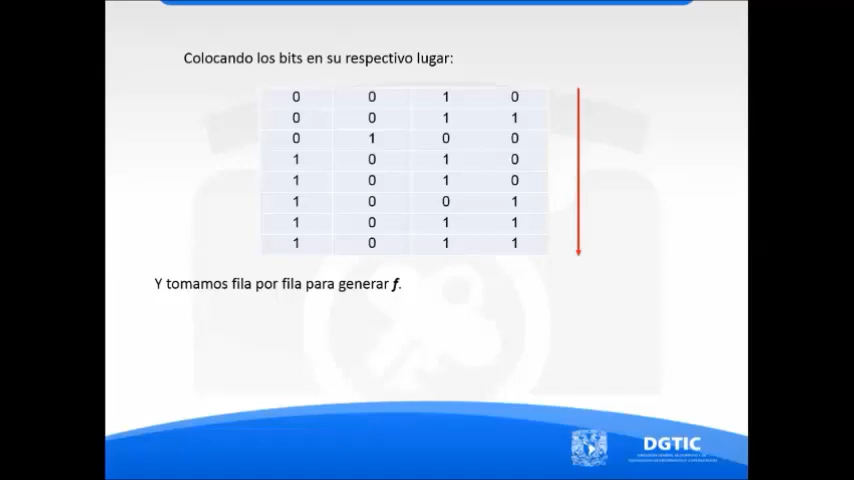 Colocando los bits en su respectivo lugar:
0 0 1 0
0 0 1 1
0 1 0 0
1 0 1 0
1 0 1 0
1 0 0 1
1 0 1 1
1 0 1 1
Y tomamos fila por fila para generar f.
DGTIC